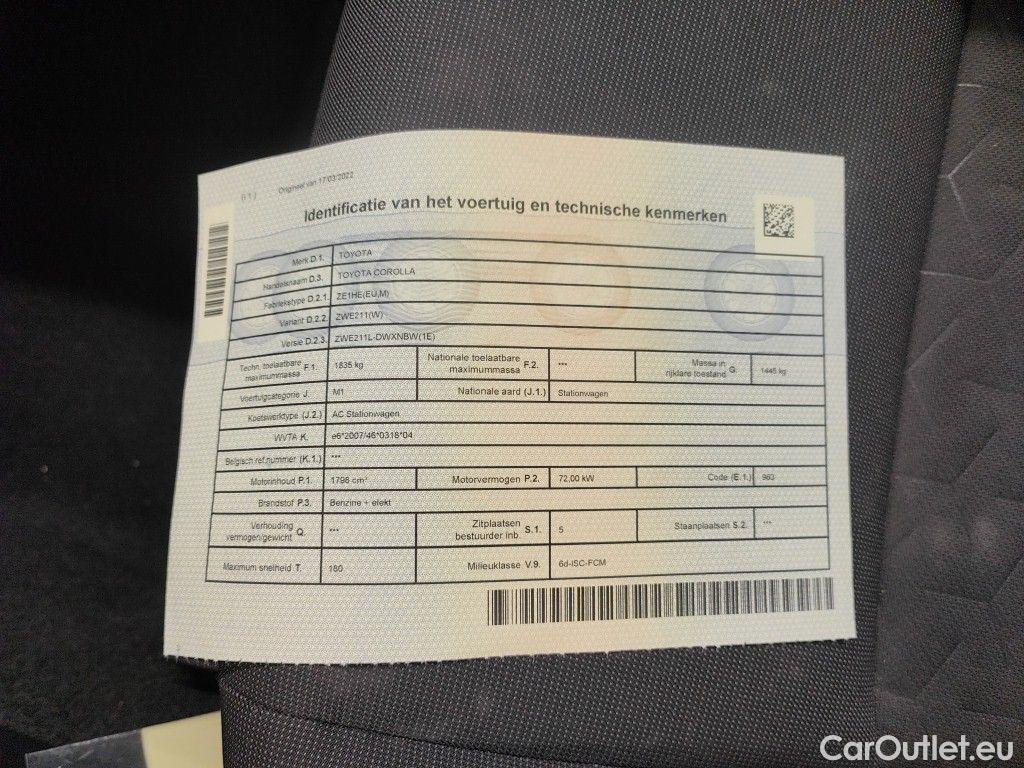 Origineel van 17/03/2022
Identificatie van het voertuig en technische kenmerken
Merk D.1. TOYOTA
Handelsnaam D.3. TOYOTA COROLLA
Fabriekstype D.2.1. ZE1HE(EU,M)
Variant D.2.2. ZWE211(W)
Versie D.2.3. ZWE211L-DWXNBW(1E)
Techn. toelaatbare maximummassa F.1. 1835 kg Nationale toelaatbare maximummassa F.2. *** Massa in rijklare toestand G. 1445 kg
Voertuigcategorie J. M1 Nationale aard (J.1.) Stationwagen
Koetswerktype (J.2.) AC Stationwagen
WVTA K. e6*2007/46*0318*04
Belgisch ref.nummer (K.1.) ***
Motorinhoud P.1. 1798 cm³ Motorvermogen P.2. 72,00 kW Code (E.1.) 963
Brandstof P.3. Benzine + elekt
Verhouding vermogen/gewicht Q. *** Zitplaatsen bestuurder inb. S.1. 5 Staanplaatsen S.2. ***
Maximum snelheid T. 180 Milieuklasse V.9. 6d-ISC-FCM
CarOutlet.eu